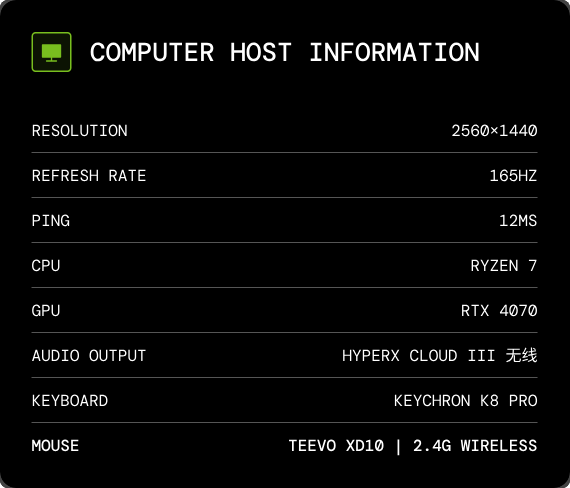 COMPUTER HOST INFORMATION
RESOLUTION 2560×1440
REFRESH RATE 165HZ
PING 12MS
CPU RYZEN 7
GPU RTX 4070
AUDIO OUTPUT HYPERX CLOUD III 无线
KEYBOARD KEYCHRON K8 PRO
MOUSE TEEVO XD10 | 2.4G WIRELESS